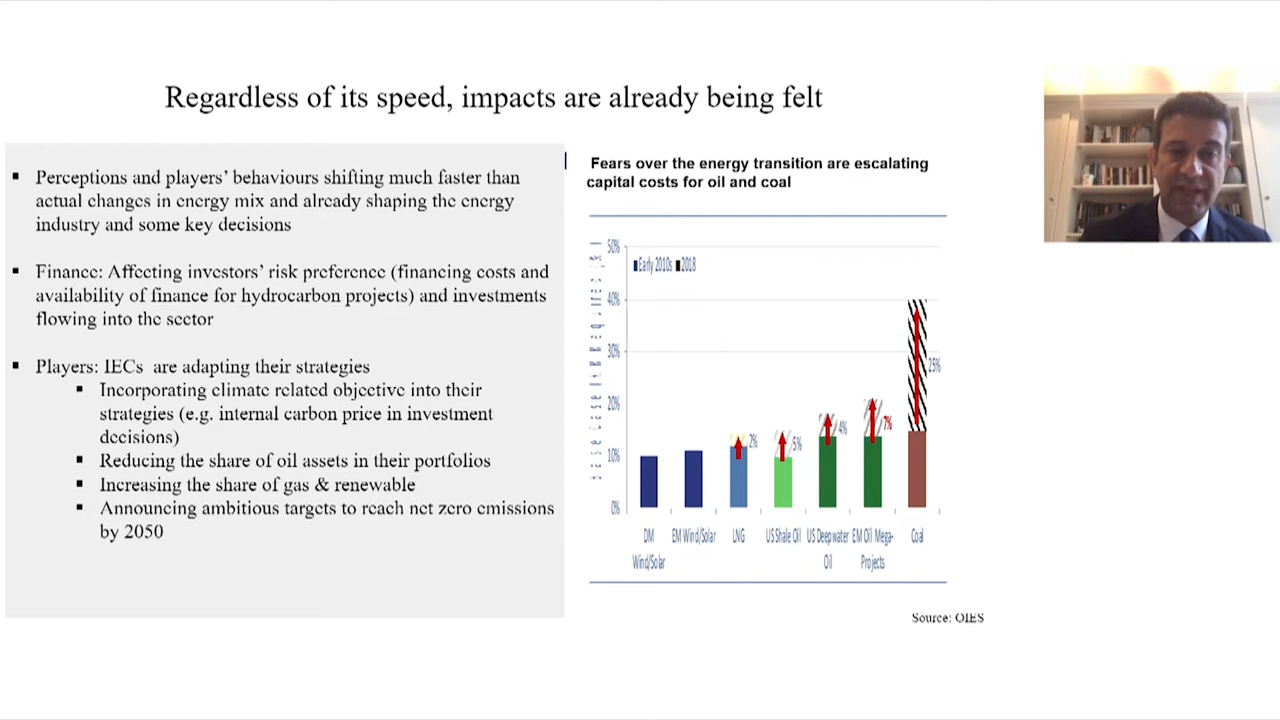 Regardless of its speed, impacts are already being felt
▪ Perceptions and players' behaviours shifting much faster than
actual changes in energy mix and already shaping the energy
industry and some key decisions
▪ Finance: Affecting investors' risk preference (financing costs and
availability of finance for hydrocarbon projects) and investments
flowing into the sector
▪ Players: IECs are adapting their strategies
▪ Incorporating climate related objective into their
strategies (e.g. internal carbon price in investment
decisions)
▪ Reducing the share of oil assets in their portfolios
▪ Increasing the share of gas & renewable
▪ Announcing ambitious targets to reach net zero emissions
by 2050
Fears over the energy transition are escalating
capital costs for oil and coal
50%
40%
30%
20%
10%
0%
Early 2010s 2018
2%
5%
4%
7%
25%
DM
Wind/Solar
EM Wind/Solar
LNG
US Shale Oil
US Deepwater
Oil
EM Oil Mega-
Projects
Coal
Source: OIES